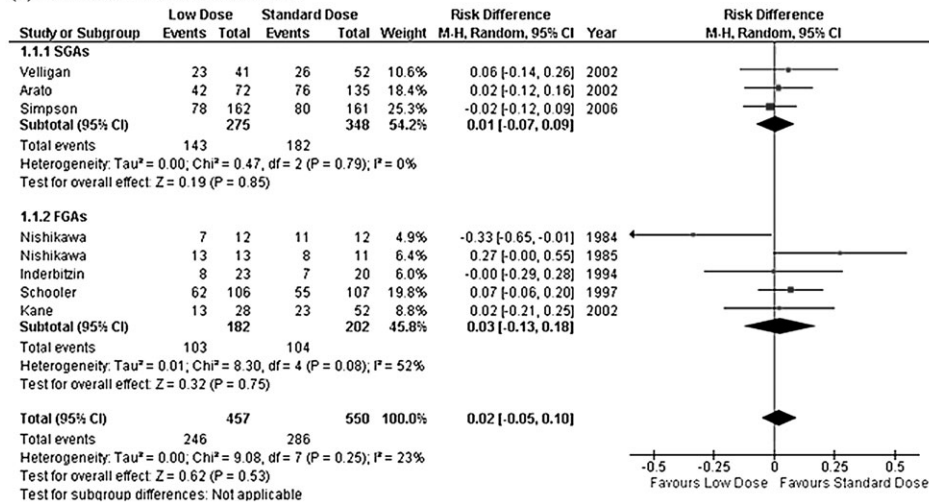 Low Dose Standard Dose Risk Difference Risk Difference
Study or Subgroup Events Total Events Total Weight M-H, Random, 95% CI Year M-H, Random, 95% CI
1.1.1 SGAs
Velligan 23 41 26 52 10.6% 0.06 [-0.14, 0.26] 2002
Arato 42 72 76 135 18.4% 0.02 [-0.12, 0.16] 2002
Simpson 78 162 80 161 25.3% -0.02 [-0.12, 0.09] 2006
Subtotal (95% CI) 275 348 54.2% 0.01 [-0.07, 0.09]
Total events 143 182
Heterogeneity: Tau² = 0.00; Chi² = 0.47, df = 2 (P = 0.79); I² = 0%
Test for overall effect: Z = 0.19 (P = 0.85)
1.1.2 FGAs
Nishikawa 7 12 11 12 4.9% -0.33 [-0.65, -0.01] 1984
Nishikawa 13 13 8 11 6.4% 0.27 [-0.00, 0.55] 1985
Inderbitzin 8 23 7 20 6.0% -0.00 [-0.29, 0.28] 1994
Schooler 62 106 55 107 19.8% 0.07 [-0.06, 0.20] 1997
Kane 13 28 23 52 8.8% 0.02 [-0.21, 0.25] 2002
Subtotal (95% CI) 182 202 45.8% 0.03 [-0.13, 0.18]
Total events 103 104
Heterogeneity: Tau² = 0.01; Chi² = 8.30, df = 4 (P = 0.08); I² = 52%
Test for overall effect: Z = 0.32 (P = 0.75)
Total (95% CI) 457 550 100.0% 0.02 [-0.05, 0.10]
Total events 246 286
Heterogeneity: Tau² = 0.00; Chi² = 9.08, df = 7 (P = 0.25); I² = 23%
Test for overall effect: Z = 0.62 (P = 0.53)
Test for subgroup differences: Not applicable
-0.5 -0.25 0 0.25 0.5
Favours Low Dose Favours Standard Dose